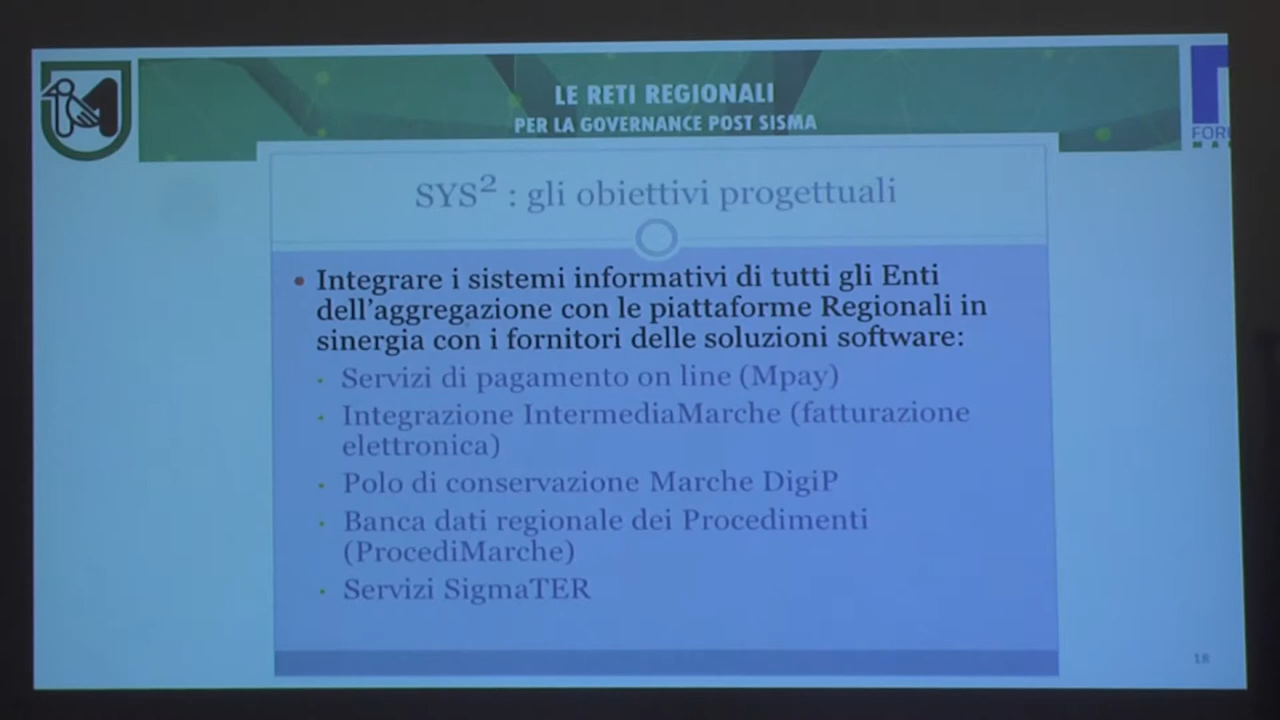 LE RETI REGIONALI
PER LA GOVERNANCE POST SISMA
FOR
SYS² : gli obiettivi progettuali
• Integrare i sistemi informativi di tutti gli Enti
dell'aggregazione con le piattaforme Regionali in
sinergia con i fornitori delle soluzioni software:
· Servizi di pagamento on line (Mpay)
· Integrazione IntermediaMarche (fatturazione
elettronica)
· Polo di conservazione Marche DigiP
· Banca dati regionale dei Procedimenti
(ProcediMarche)
· Servizi SigmaTER
18